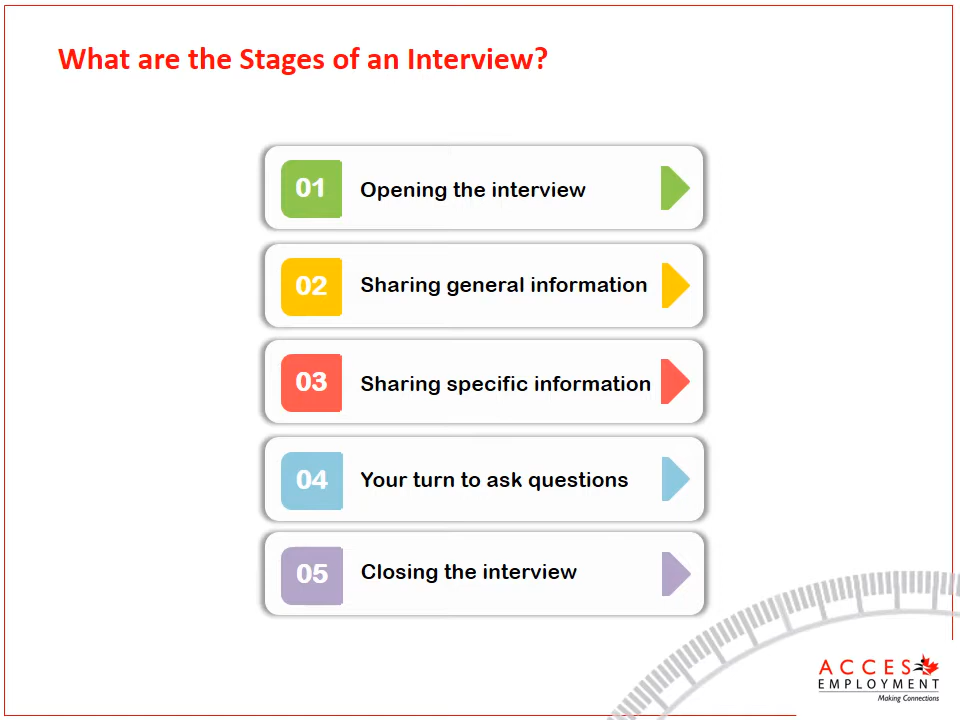 What are the Stages of an Interview?
01 Opening the interview
02 Sharing general information
03 Sharing specific information
04 Your turn to ask questions
05 Closing the interview
ACCES
EMPLOYMENT
Making Connections